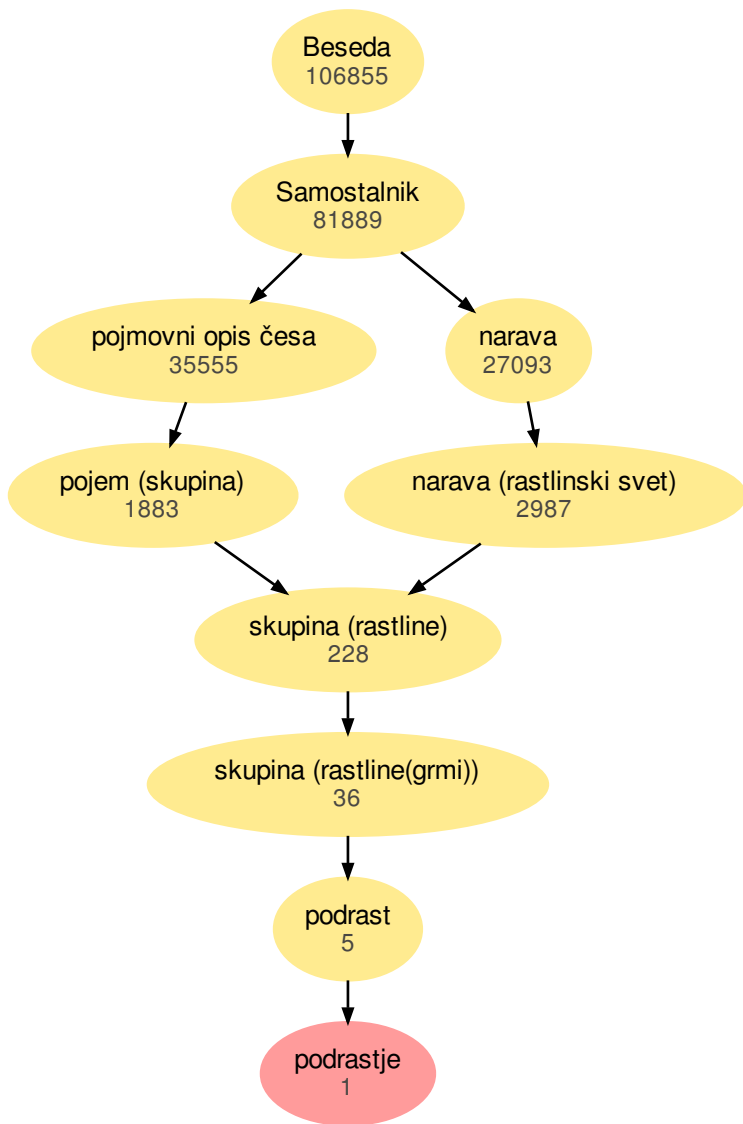 Beseda
106855
Samostalnik
81889
pojmovni opis česa
35555
narava
27093
pojem (skupina)
1883
narava (rastlinski svet)
2987
skupina (rastline)
228
skupina (rastline(grmi))
36
podrast
5
podrastje
1